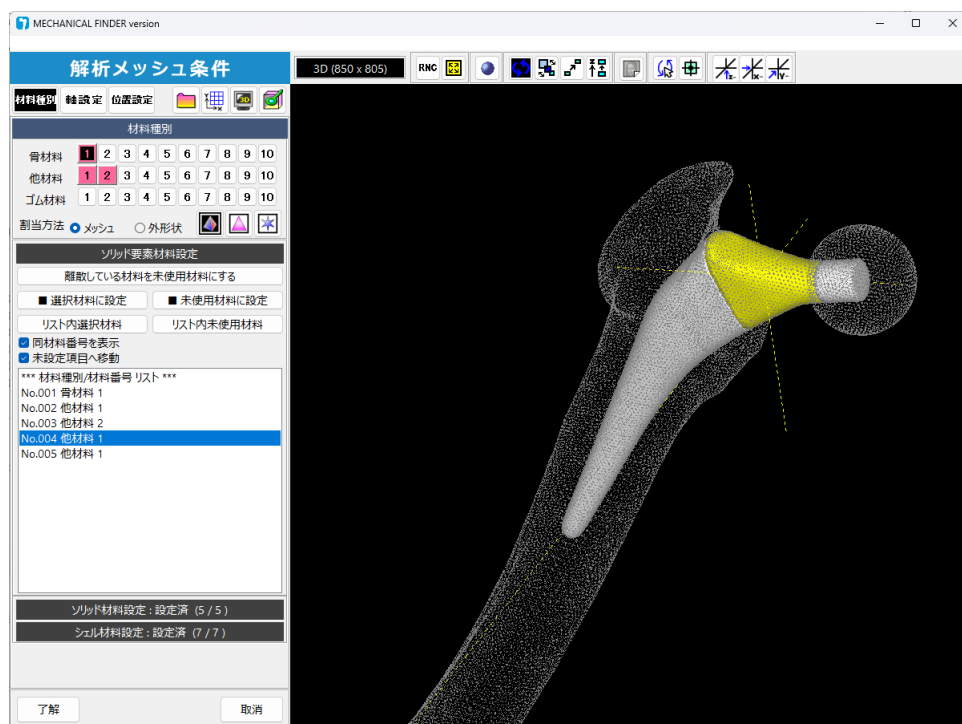 MECHANICAL FINDER version
解析メッシュ条件
3D (850 x 805)
RNG
材料種別 軸設定 位置設定
3D
材料種別
骨材料 1 2 3 4 5 6 7 8 9 10
他材料 1 2 3 4 5 6 7 8 9 10
ゴム材料 1 2 3 4 5 6 7 8 9 10
割当方法 メッシュ 外形状
ソリッド要素材料設定
離散している材料を未使用材料にする
■ 選択材料に設定 ■ 未使用材料に設定
リスト内選択材料 リスト内未使用材料
同材料番号を表示
未設定項目へ移動
*** 材料種別/材料番号 リスト ***
No.001 骨材料 1
No.002 他材料 1
No.003 他材料 2
No.004 他材料 1
No.005 他材料 1
ソリッド材料設定 : 設定済 (5 / 5)
シェル材料設定 : 設定済 (7 / 7)
了解 取消